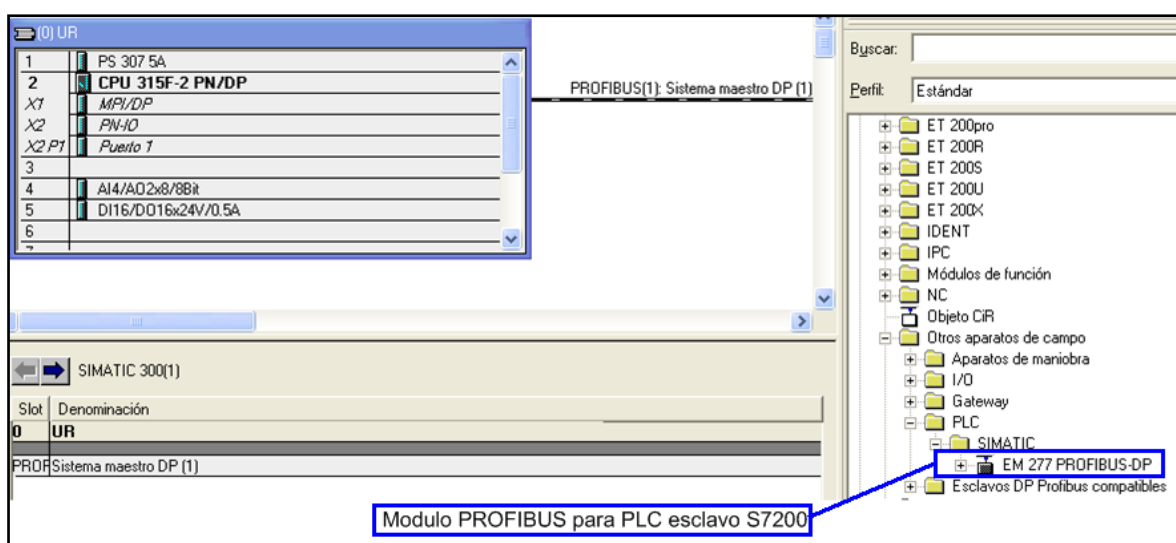 (0) UR
1 PS 307 5A
2 CPU 315F-2 PN/DP
X1 MPI/DP
X2 PN-IO
X2 P1 Puerto 1
3
4 AI4/AO2x8/8Bit
5 DI16/DO16x24V/0.5A
6
7
PROFIBUS(1): Sistema maestro DP (1)
SIMATIC 300(1)
Slot Denominación
0 UR
PROF Sistema maestro DP (1)
Modulo PROFIBUS para PLC esclavo S7200
Buscar:
Perfil: Estándar
ET 200pro
ET 200R
ET 200S
ET 200U
ET 200X
IDENT
IPC
Módulos de función
NC
Objeto CiR
Otros aparatos de campo
Aparatos de maniobra
I/O
Gateway
PLC
SIMATIC
EM 277 PROFIBUS-DP
Esclavos DP Profibus compatibles